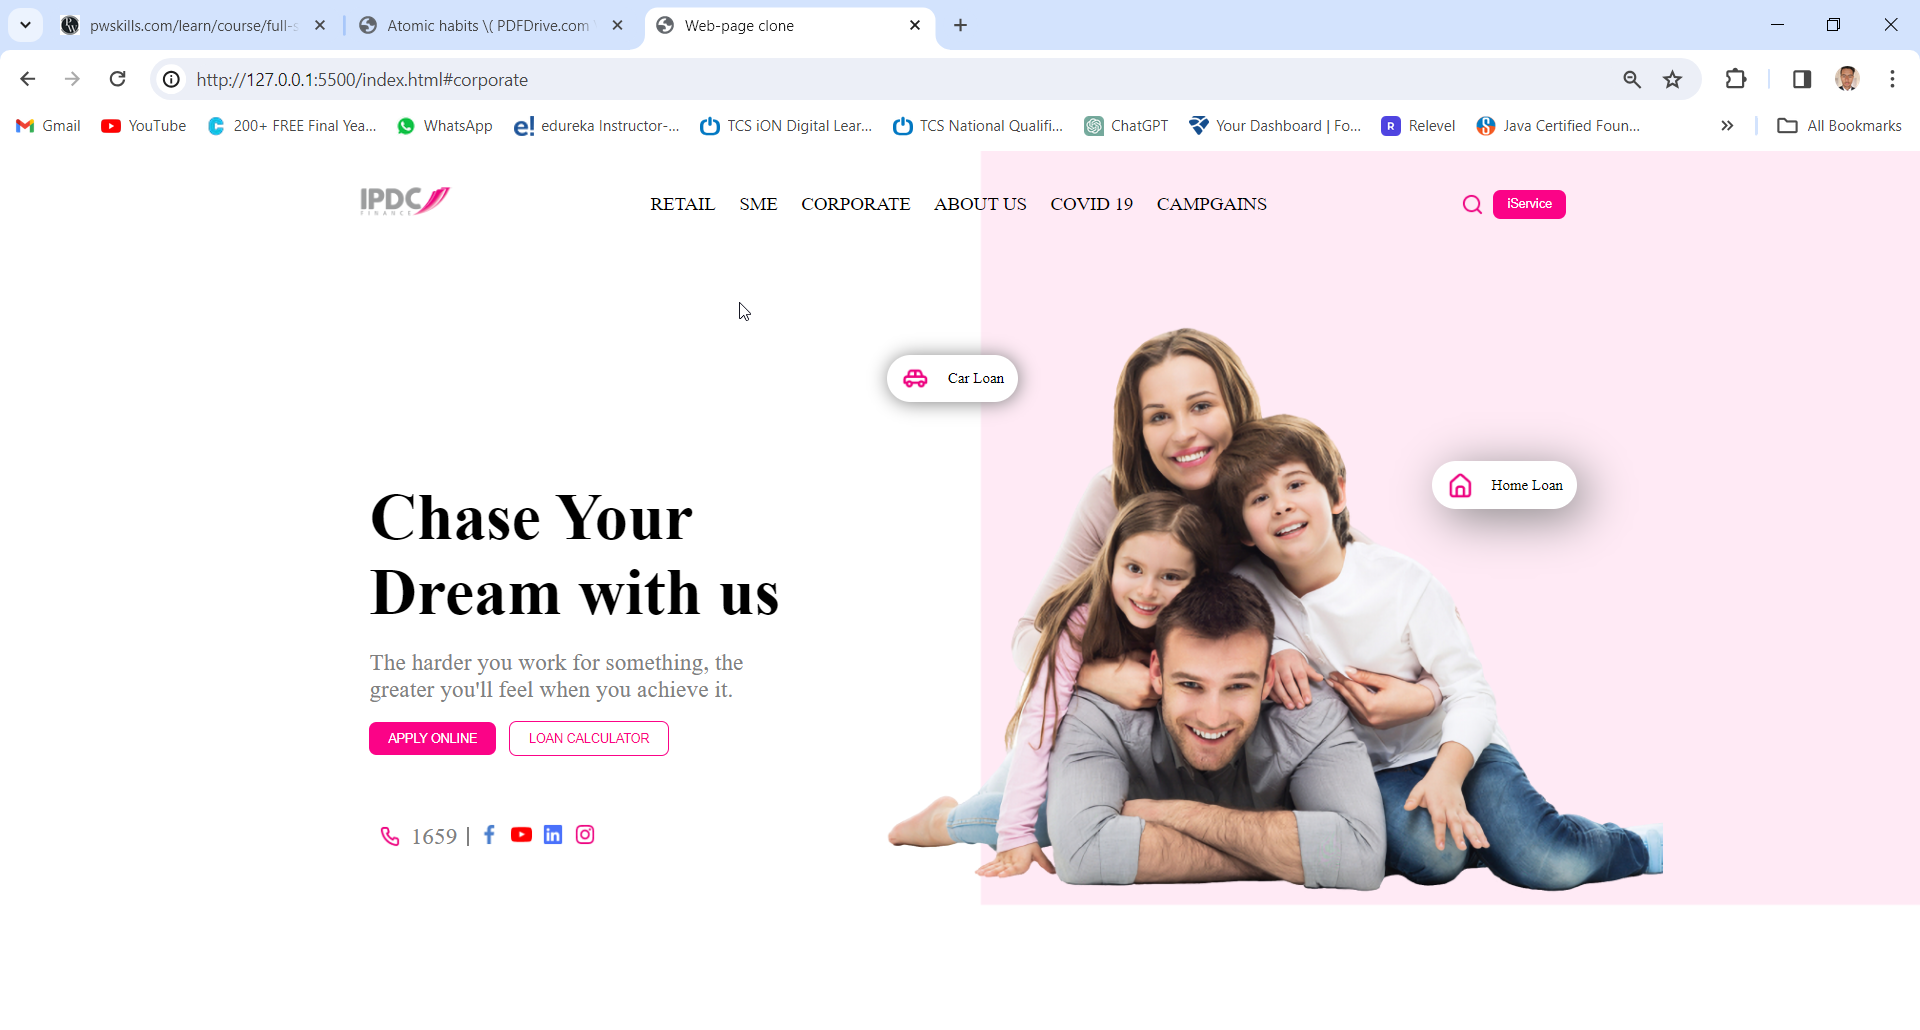 pwskills.com/learn/course/full-s
Atomic habits \( PDFDrive.com
Web-page clone
http://127.0.0.1:5500/index.html#corporate
Gmail
YouTube
200+ FREE Final Yea...
WhatsApp
edureka Instructor-...
TCS iON Digital Lear...
TCS National Qualifi...
ChatGPT
Your Dashboard | Fo...
R Relevel
Java Certified Foun...
All Bookmarks
IPDC
FINANCE
RETAIL SME CORPORATE ABOUT US COVID 19 CAMPGAINS
iService
Car Loan
Home Loan
Chase Your
Dream with us
The harder you work for something, the
greater you'll feel when you achieve it.
APPLY ONLINE LOAN CALCULATOR
1659 |